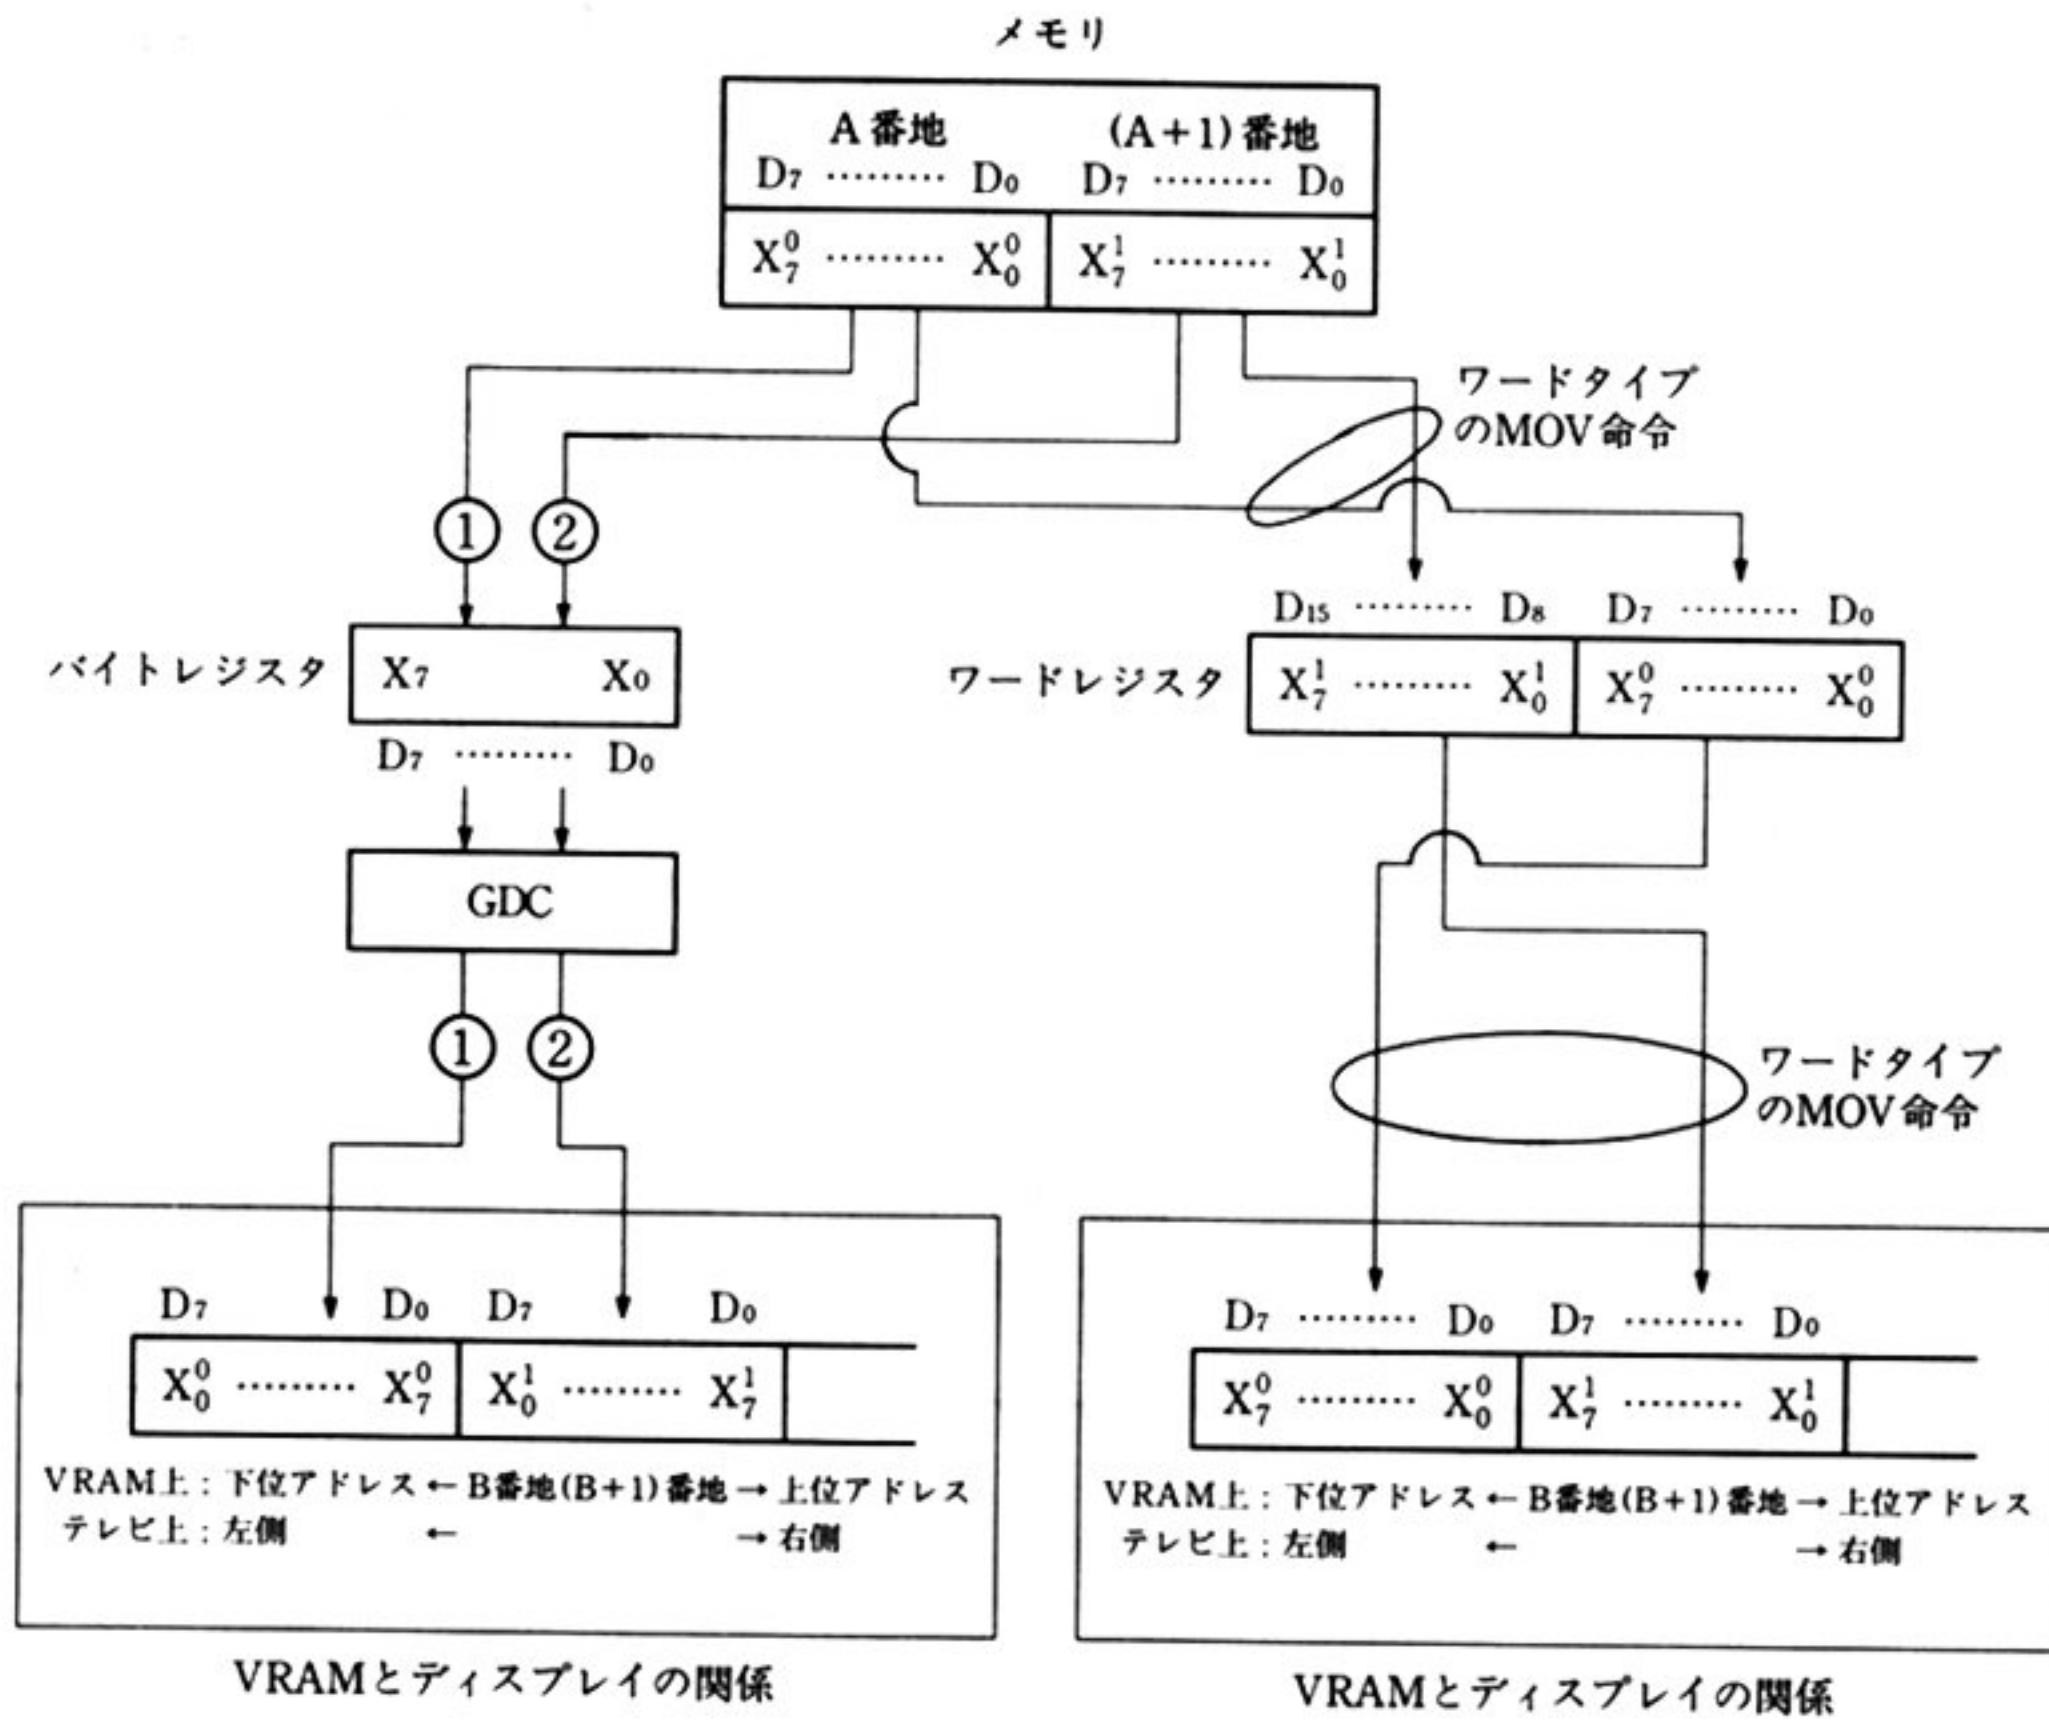 メモリ
A番地 (A+1)番地
D₇ ········· D₀ D₇ ········· D₀
X⁰₇ ········· X⁰₀ X¹₇ ········· X¹₀
ワードタイプ
のMOV命令
① ②
D₁₅ ········· D₈ D₇ ········· D₀
バイトレジスタ X₇ X₀
ワードレジスタ X¹₇ ········· X¹₀ X⁰₇ ········· X⁰₀
D₇ ········· D₀
GDC
① ②
ワードタイプ
のMOV命令
D₇ D₀ D₇ D₀
X⁰₀ ········· X⁰₇ X¹₀ ········· X¹₇
VRAM上:下位アドレス←B番地(B+1)番地→上位アドレス
テレビ上:左側 ← → 右側
VRAMとディスプレイの関係
D₇ ········· D₀ D₇ ········· D₀
X⁰₇ ········· X⁰₀ X¹₇ ········· X¹₀
VRAM上:下位アドレス←B番地(B+1)番地→上位アドレス
テレビ上:左側 ← → 右側
VRAMとディスプレイの関係